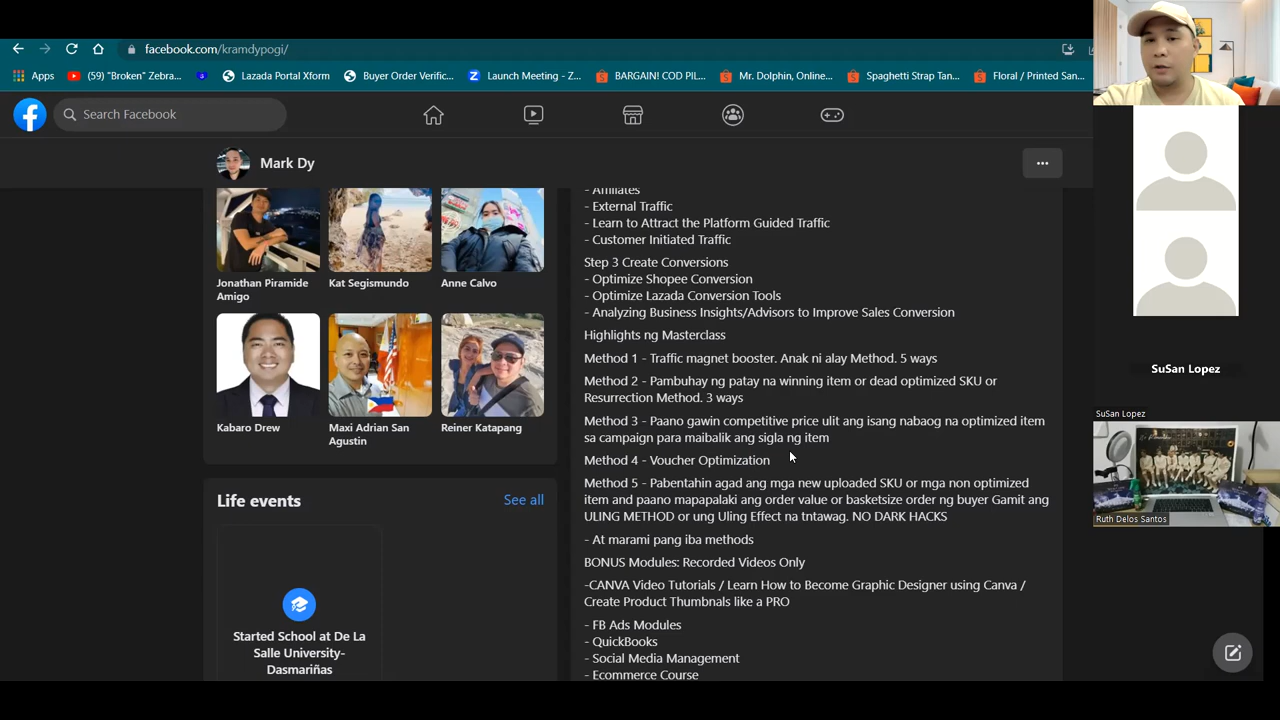 facebook.com/kramdypogi/
Apps
(59) "Broken" Zebra...
Lazada Portal Xform
Buyer Order Verific...
Launch Meeting - Z...
BARGAIN! COD PIL...
Mr. Dolphin, Online...
Spaghetti Strap Tan...
Floral / Printed San...
Search Facebook
Mark Dy
Jonathan Piramide
Amigo
Kat Segismundo
Anne Calvo
Kabaro Drew
Maxi Adrian San
Agustin
Reiner Katapang
Life events
See all
Started School at De La
Salle University-
Dasmariñas
- Affiliates
- External Traffic
- Learn to Attract the Platform Guided Traffic
- Customer Initiated Traffic
Step 3 Create Conversions
- Optimize Shopee Conversion
- Optimize Lazada Conversion Tools
- Analyzing Business Insights/Advisors to Improve Sales Conversion
Highlights ng Masterclass
Method 1 - Traffic magnet booster. Anak ni alay Method. 5 ways
Method 2 - Pambuhay ng patay na winning item or dead optimized SKU or
Resurrection Method. 3 ways
Method 3 - Paano gawin competitive price ulit ang isang nabaog na optimized item
sa campaign para maibalik ang sigla ng item
Method 4 - Voucher Optimization
Method 5 - Pabentahin agad ang mga new uploaded SKU or mga non optimized
item and paano mapapalaki ang order value or basketsize order ng buyer Gamit ang
ULING METHOD or ung Uling Effect na tntawag. NO DARK HACKS
- At marami pang iba methods
BONUS Modules: Recorded Videos Only
-CANVA Video Tutorials / Learn How to Become Graphic Designer using Canva /
Create Product Thumbnails like a PRO
- FB Ads Modules
- QuickBooks
- Social Media Management
- Ecommerce Course
SuSan Lopez
SuSan Lopez
Ruth Delos Santos